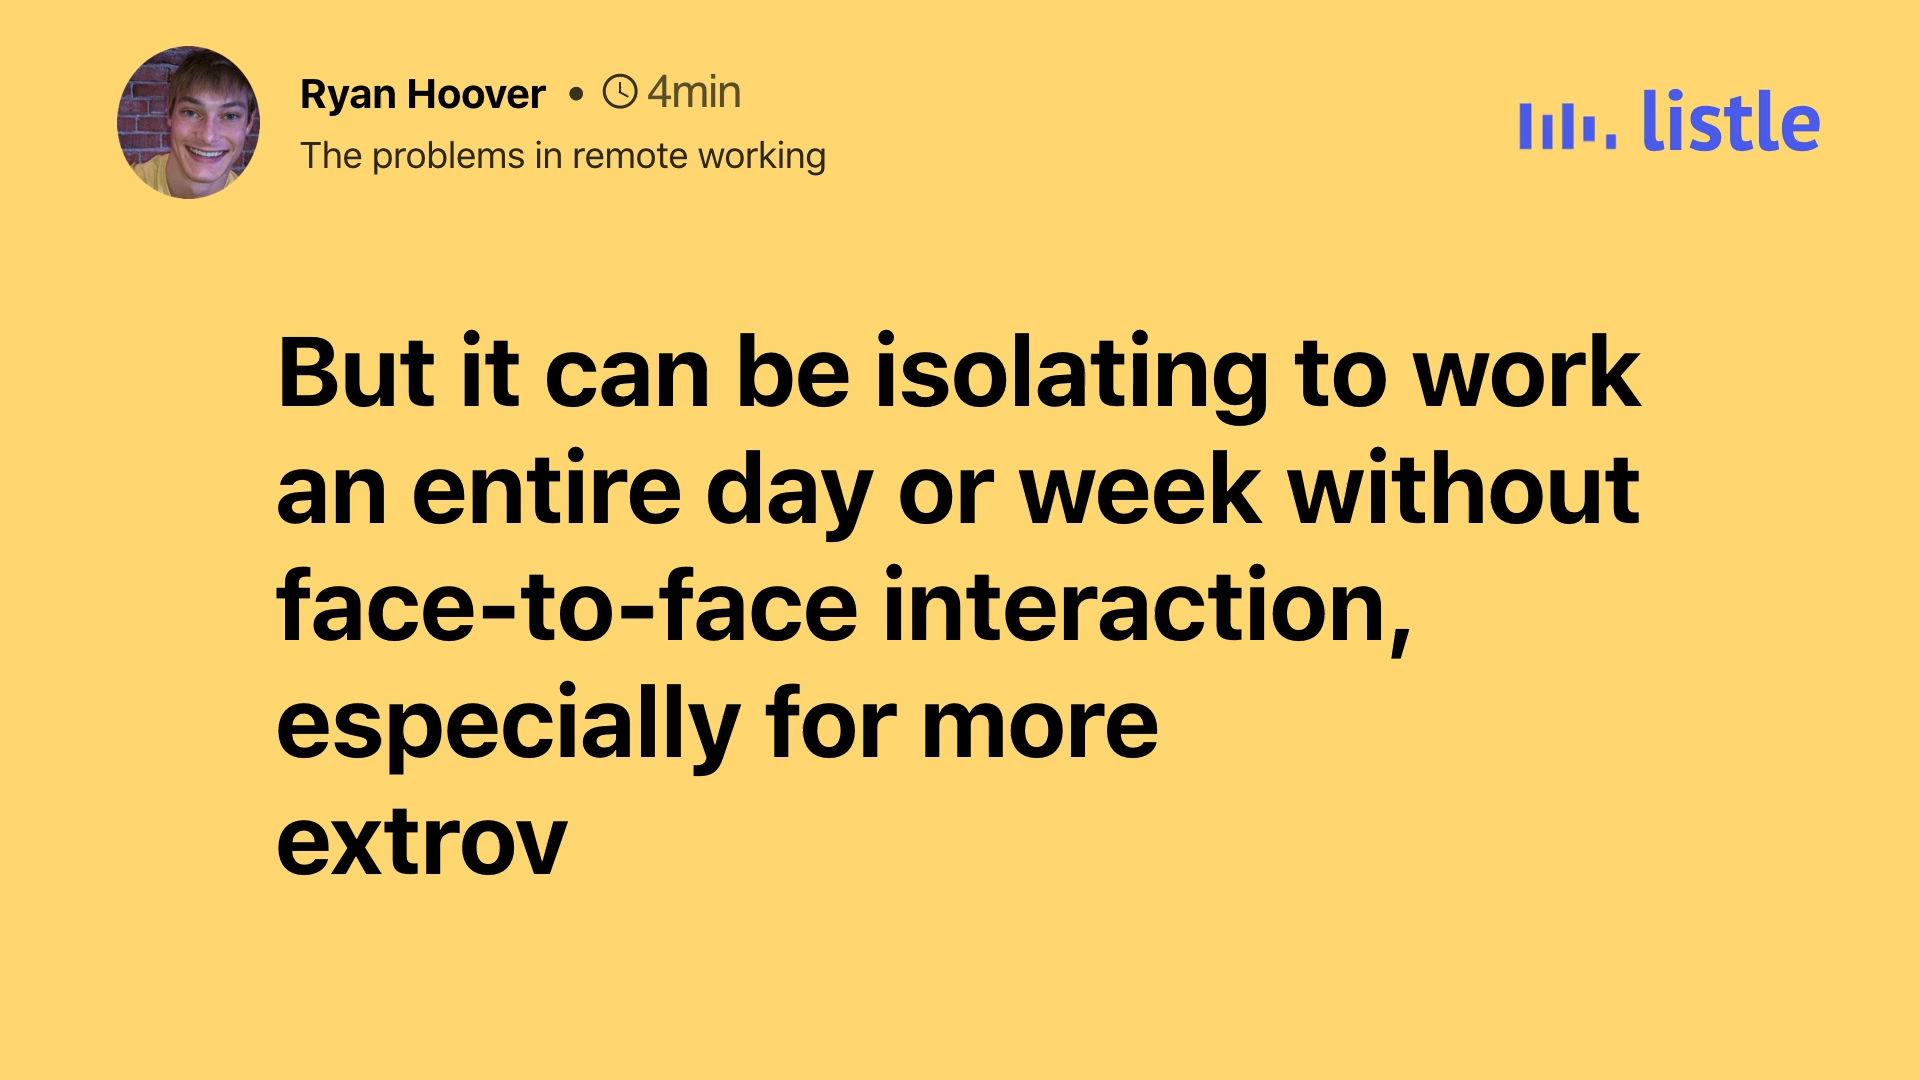 Ryan Hoover • 4min
The problems in remote working
listle
But it can be isolating to work
an entire day or week without
face-to-face interaction,
especially for more
extrov